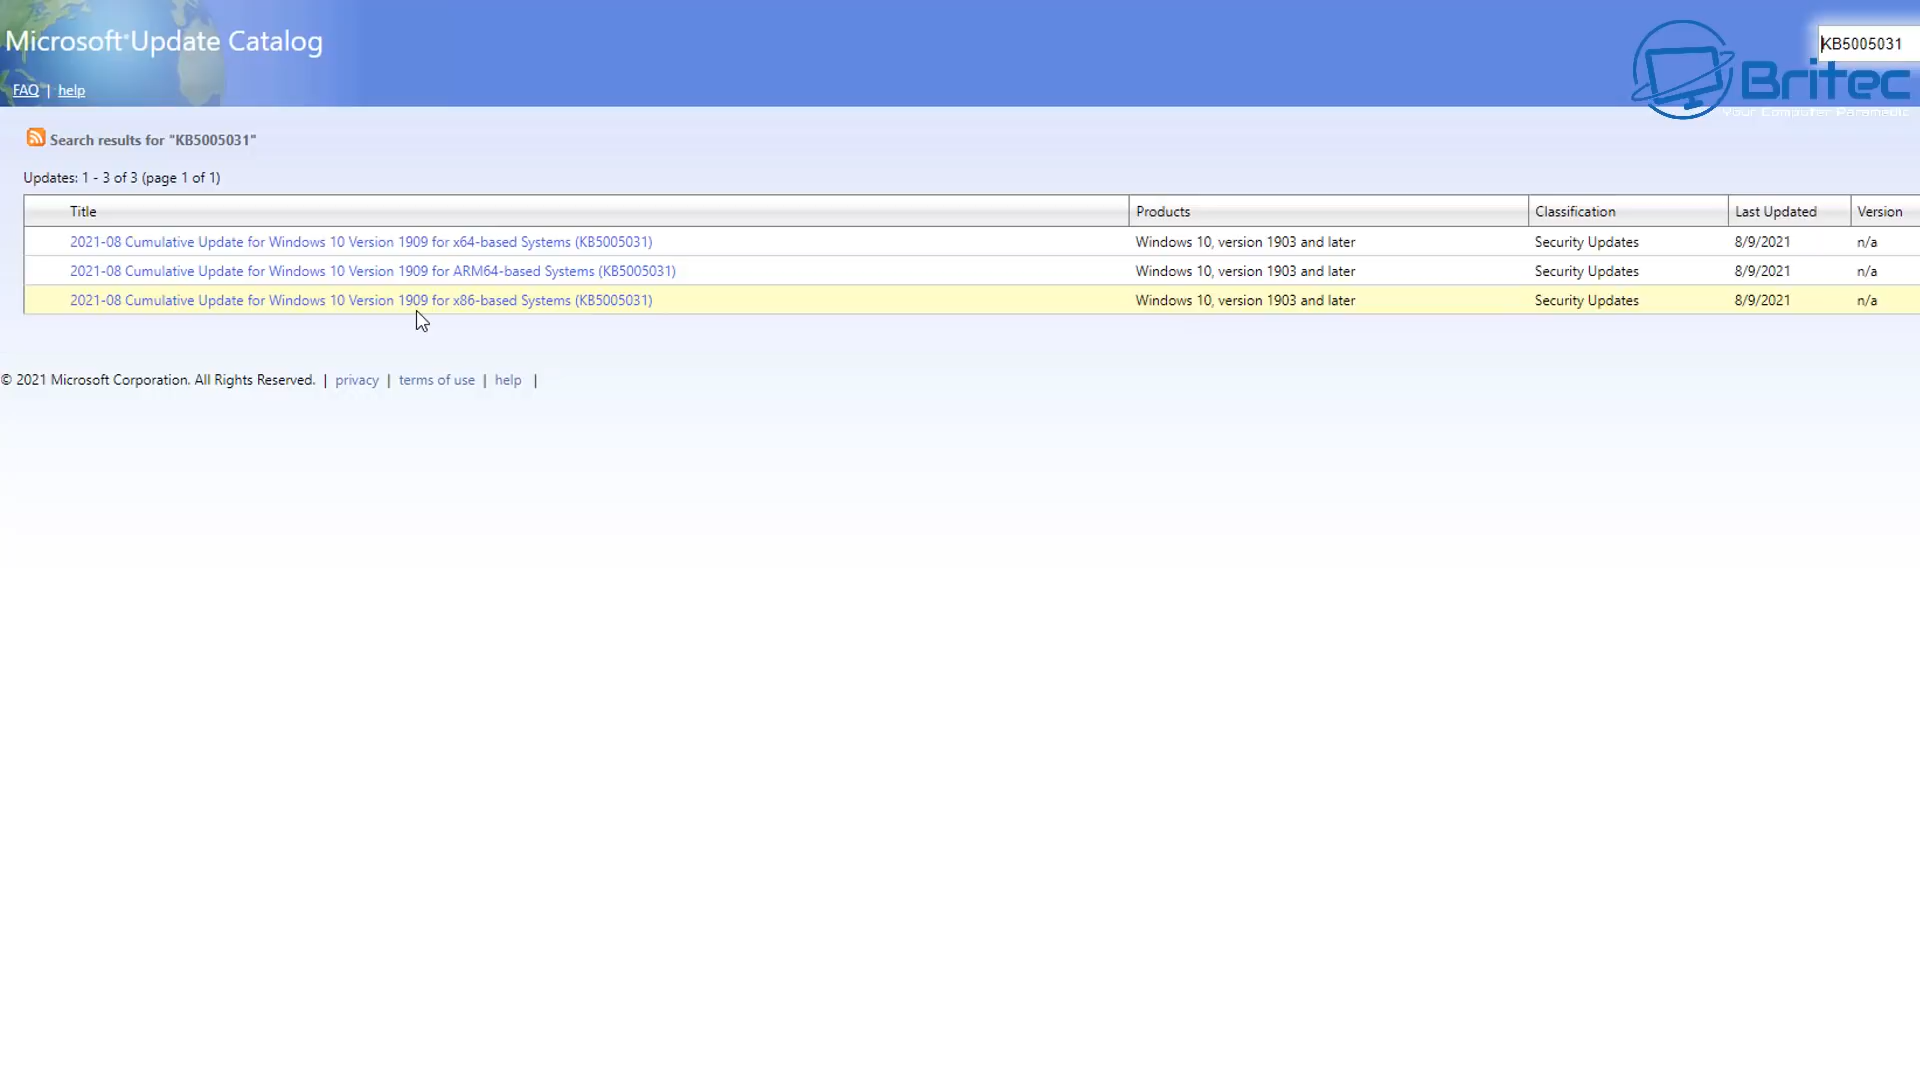 Microsoft Update Catalog
KB5005031
FAQ | help
Britec
Your Computer Paramedic
Search results for "KB5005031"
Updates: 1 - 3 of 3 (page 1 of 1)
Title Products Classification Last Updated Version
2021-08 Cumulative Update for Windows 10 Version 1909 for x64-based Systems (KB5005031) Windows 10, version 1903 and later Security Updates 8/9/2021 n/a
2021-08 Cumulative Update for Windows 10 Version 1909 for ARM64-based Systems (KB5005031) Windows 10, version 1903 and later Security Updates 8/9/2021 n/a
2021-08 Cumulative Update for Windows 10 Version 1909 for x86-based Systems (KB5005031) Windows 10, version 1903 and later Security Updates 8/9/2021 n/a
© 2021 Microsoft Corporation. All Rights Reserved. | privacy | terms of use | help |